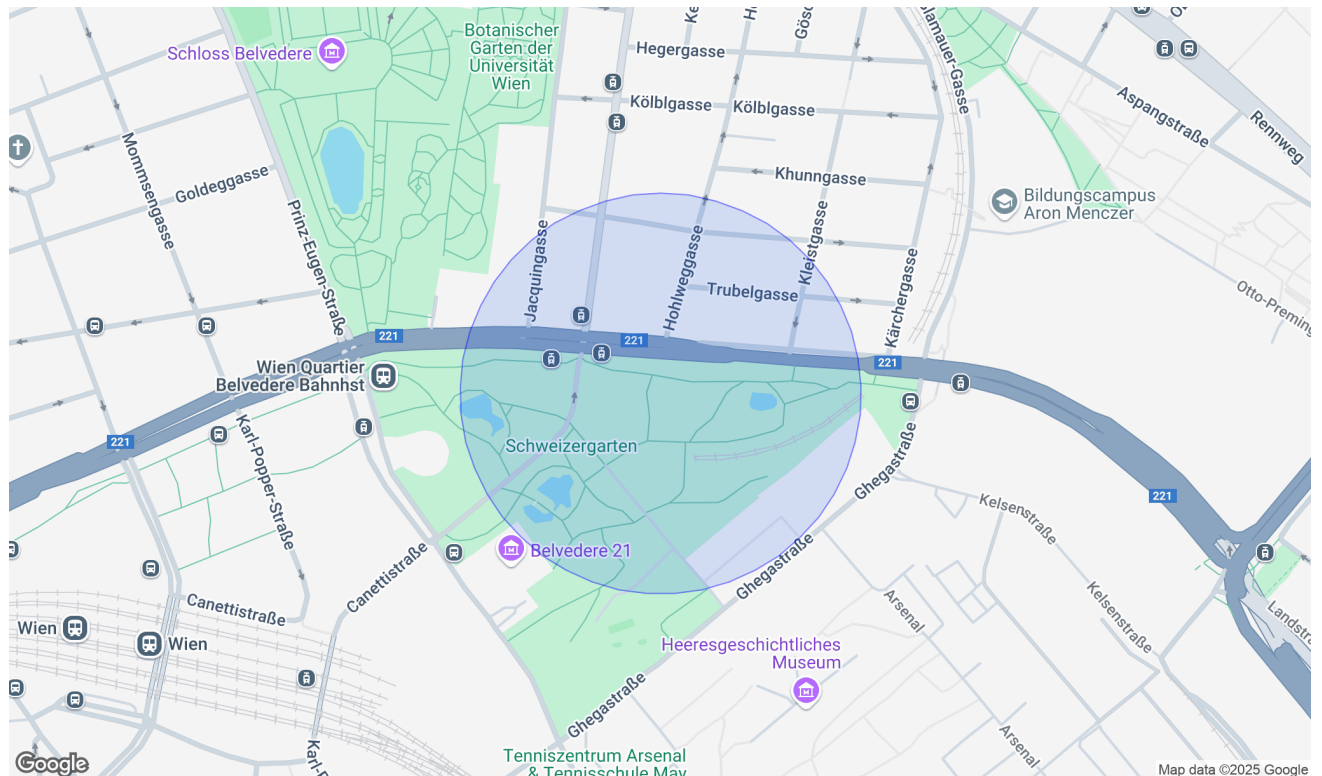 Schloss Belvedere
Botanischer
Garten der
Universität
Wien
Hegergasse
Kölblgasse
Kölblgasse
Aspangstraße
Rennweg
Mommsengasse
Goldeggasse
Prinz-Eugen-Straße
Khunngasse
Bildungscampus
Aron Menczer
Jacquingasse
Hohlweggasse
Kleistgasse
Trubelgasse
Kärchergasse
221
221
221
Wien Quartier
Belvedere Bahnhst
221
221
Karl-Popper-Straße
Schweizergarten
Ghegastraße
Kelsenstraße
Belvedere 21
Canettistraße
Canettistraße
Ghegastraße
Arsenal
Kelsenstraße
Wien
Wien
Heeresgeschichtliches
Museum
Ghegastraße
Arsenal
Tenniszentrum Arsenal
& Tennisschule May
Google
Map data ©2025 Google